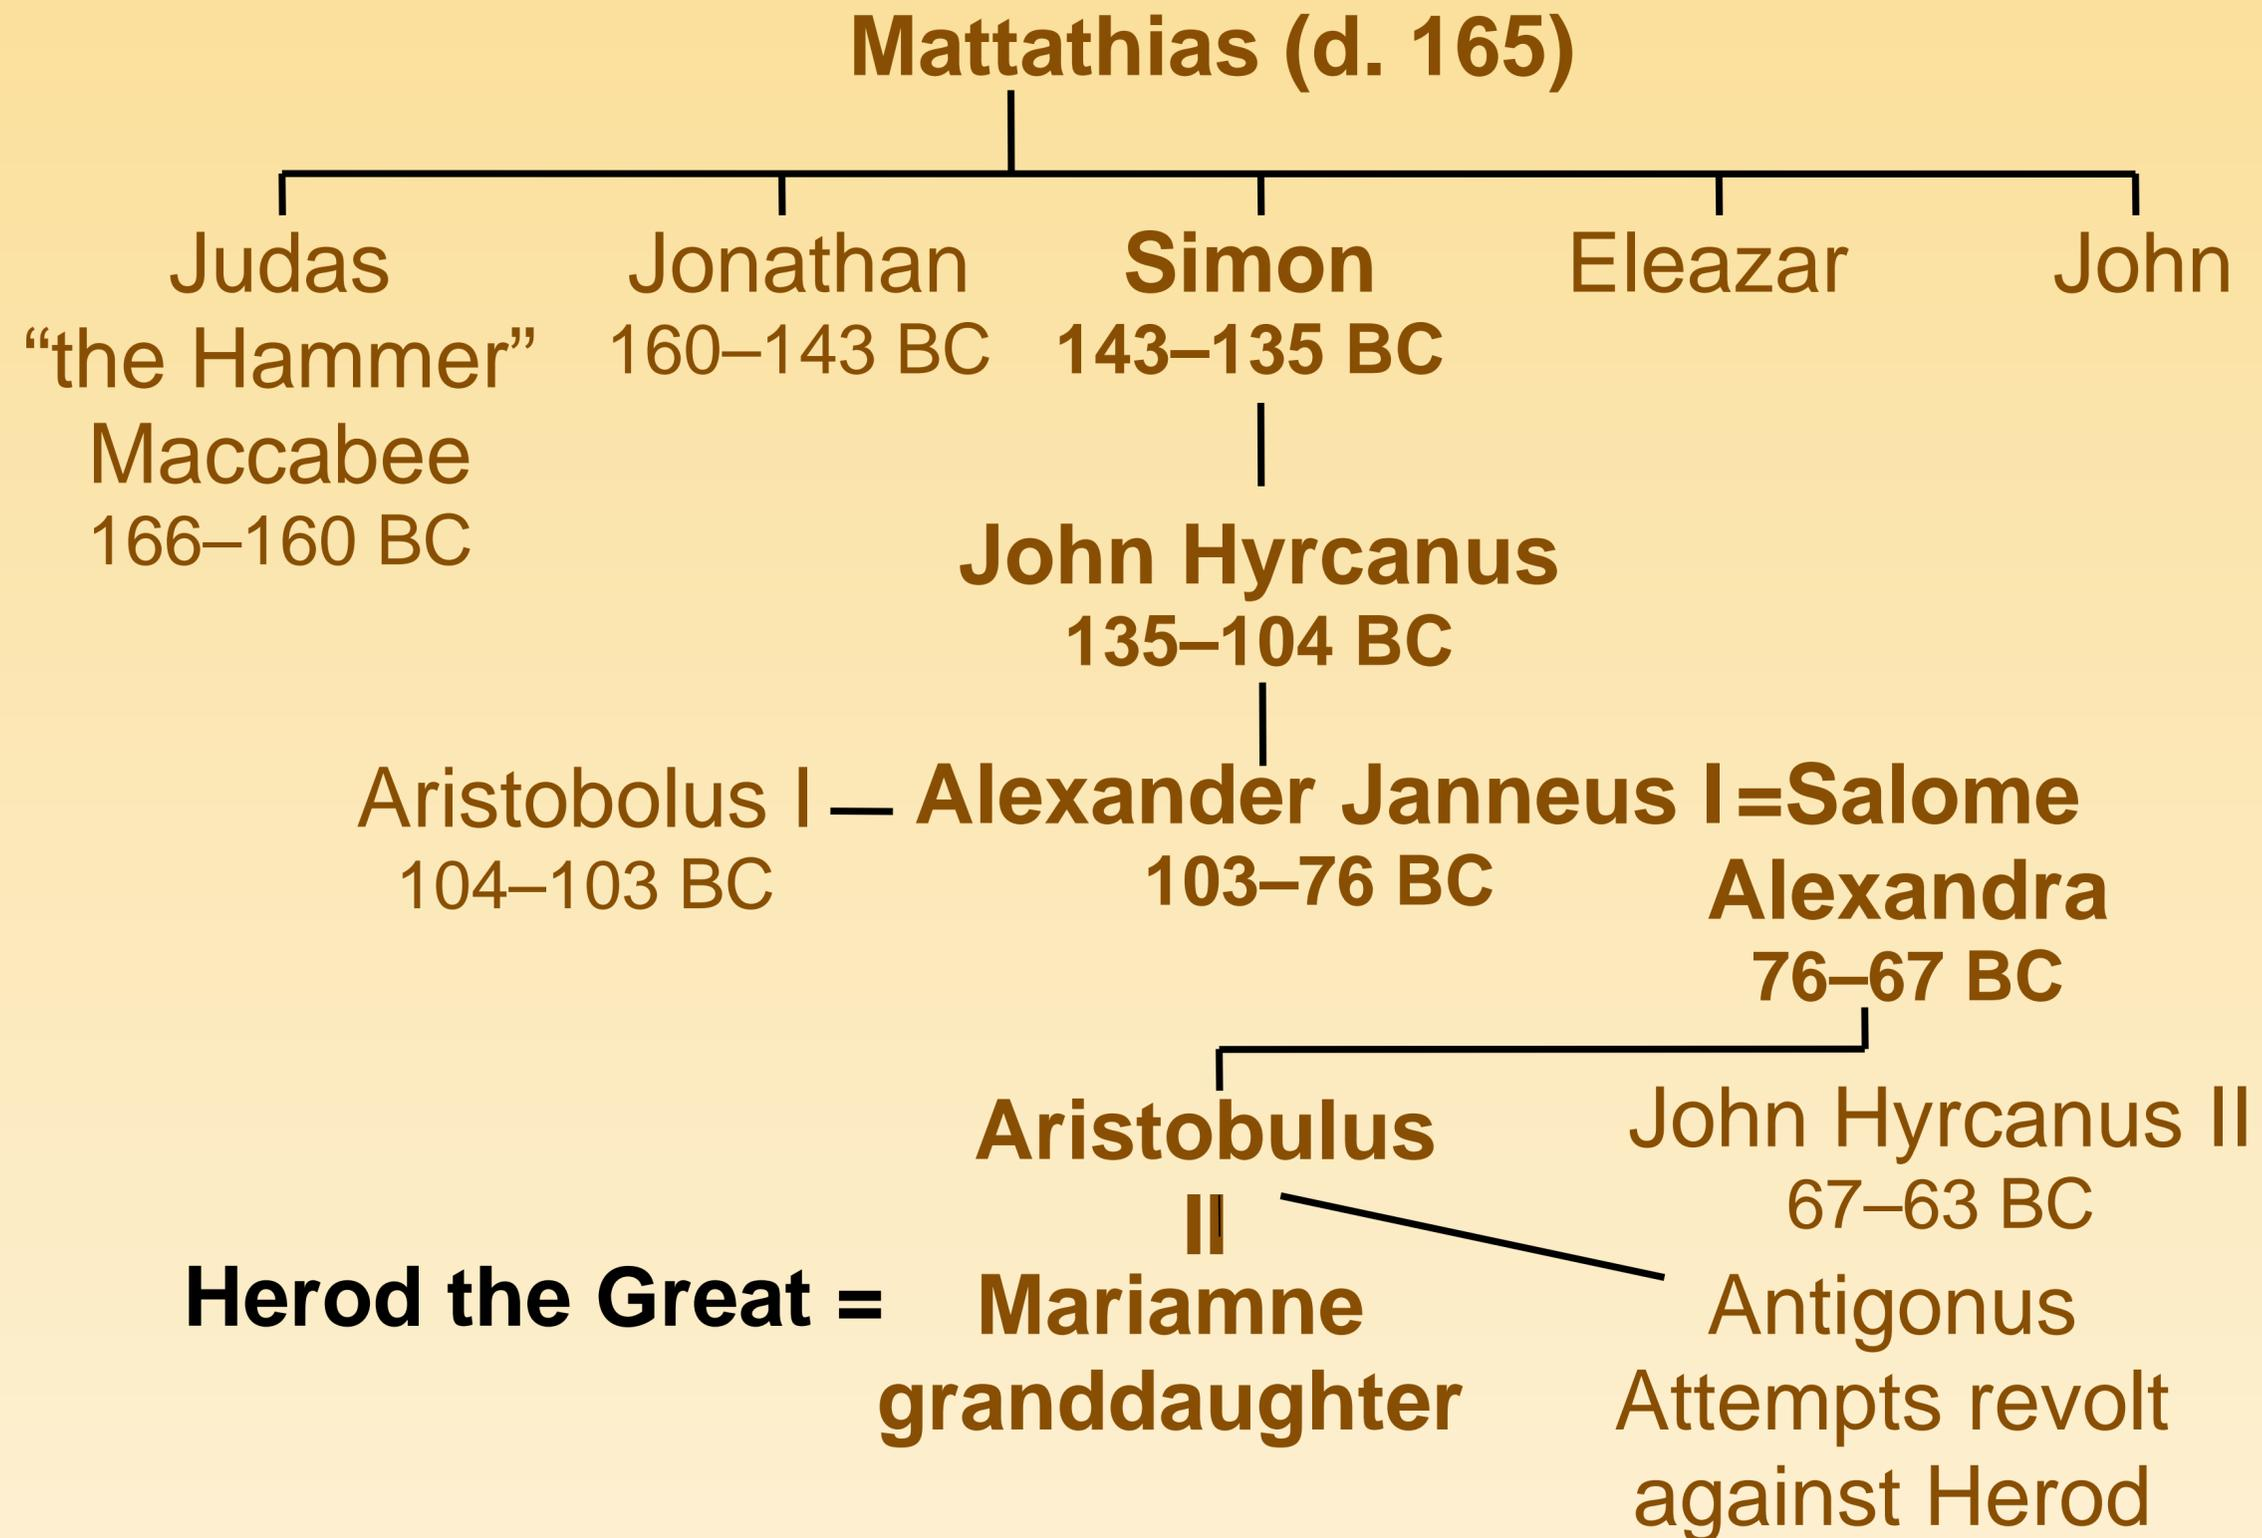 Mattathias (d. 165)
Judas
“the Hammer”
Maccabee
166–160 BC
Jonathan
160–143 BC
Simon
143–135 BC
Eleazar
John
John Hyrcanus
135–104 BC
Aristobolus I
104–103 BC
Alexander Janneus I
103–76 BC
=Salome
Alexandra
76–67 BC
Aristobulus
II
John Hyrcanus II
67–63 BC
Herod the Great =
Mariamne
granddaughter
Antigonus
Attempts revolt
against Herod